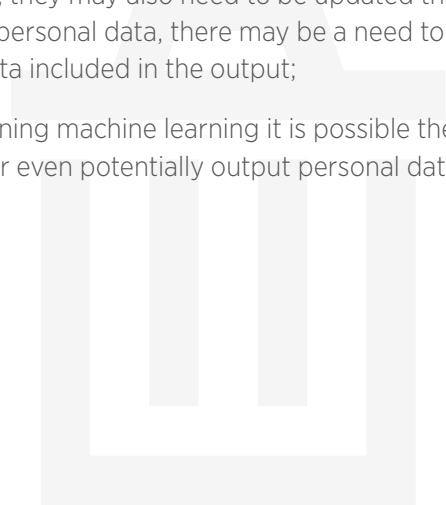 they may also need to be updated th
personal data, there may be a need to
ta included in the output;
ning machine learning it is possible the
r even potentially output personal dat